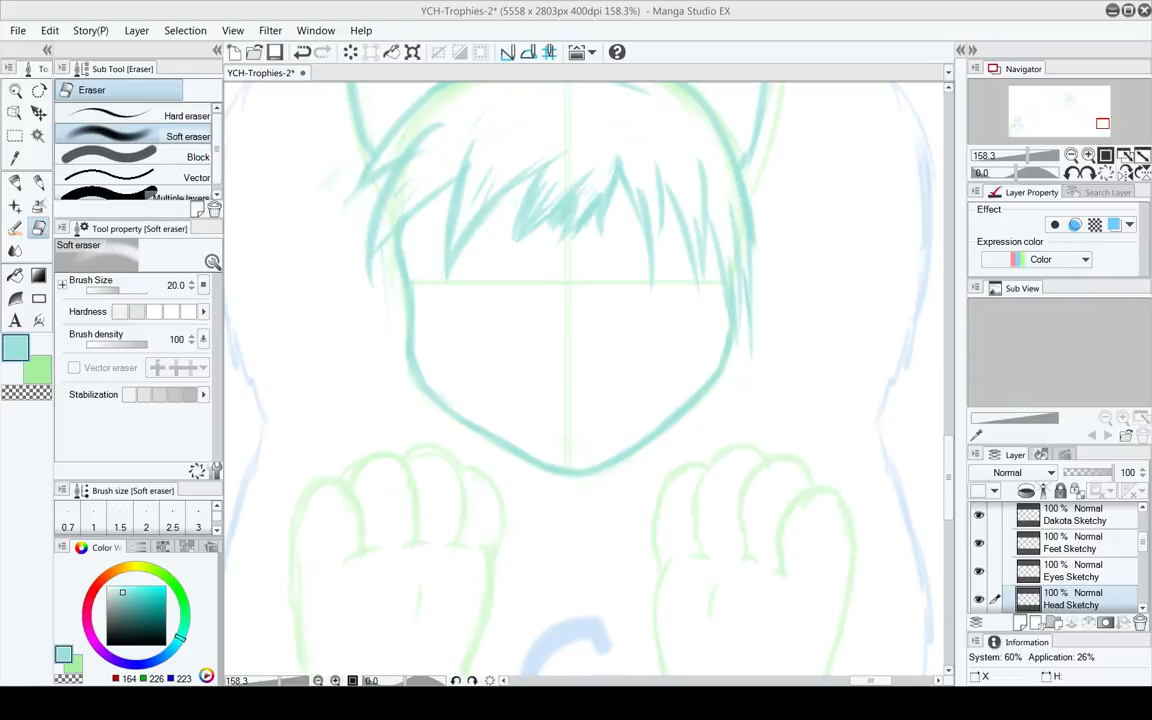 YCH-Trophies-2* (5558 x 2803px 400dpi 158.3%) - Manga Studio EX
File Edit Story(P) Layer Selection View Filter Window Help
To Sub Tool [Eraser] YCH-Trophies-2* Navigator
Eraser
Hard eraser
Soft eraser
Block
Vector
Multiple layers
158.3
0.0
Layer Property Search Layer
Effect
Tool property [Soft eraser]
Soft eraser
Expression color
Color
Brush Size 20.0
Sub View
Hardness
Brush density 100
Vector eraser
Stabilization
Layer
Normal 100
Brush size [Soft eraser]
0.7 1 1.5 2 2.5 3
100 % Normal
Dakota Sketchy
100 % Normal
Feet Sketchy
100 % Normal
Eyes Sketchy
100 % Normal
Head Sketchy
Color W
Information
System: 60% Application: 26%
X H:
164 226 223
158.3 0.0